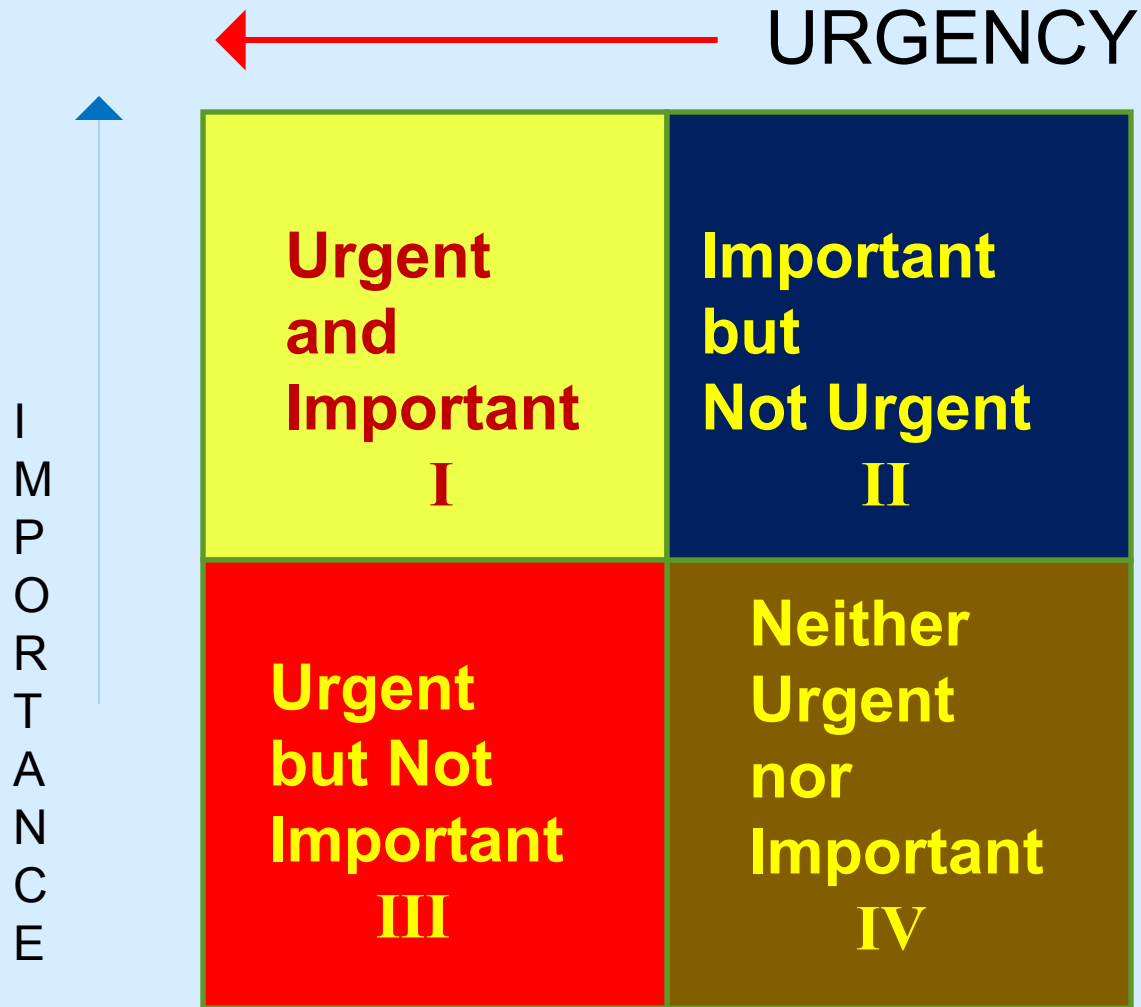 URGENCY
IMPORTANCE
Urgent
and
Important
I
Important
but
Not Urgent
II
Urgent
but Not
Important
III
Neither
Urgent
nor
Important
IV